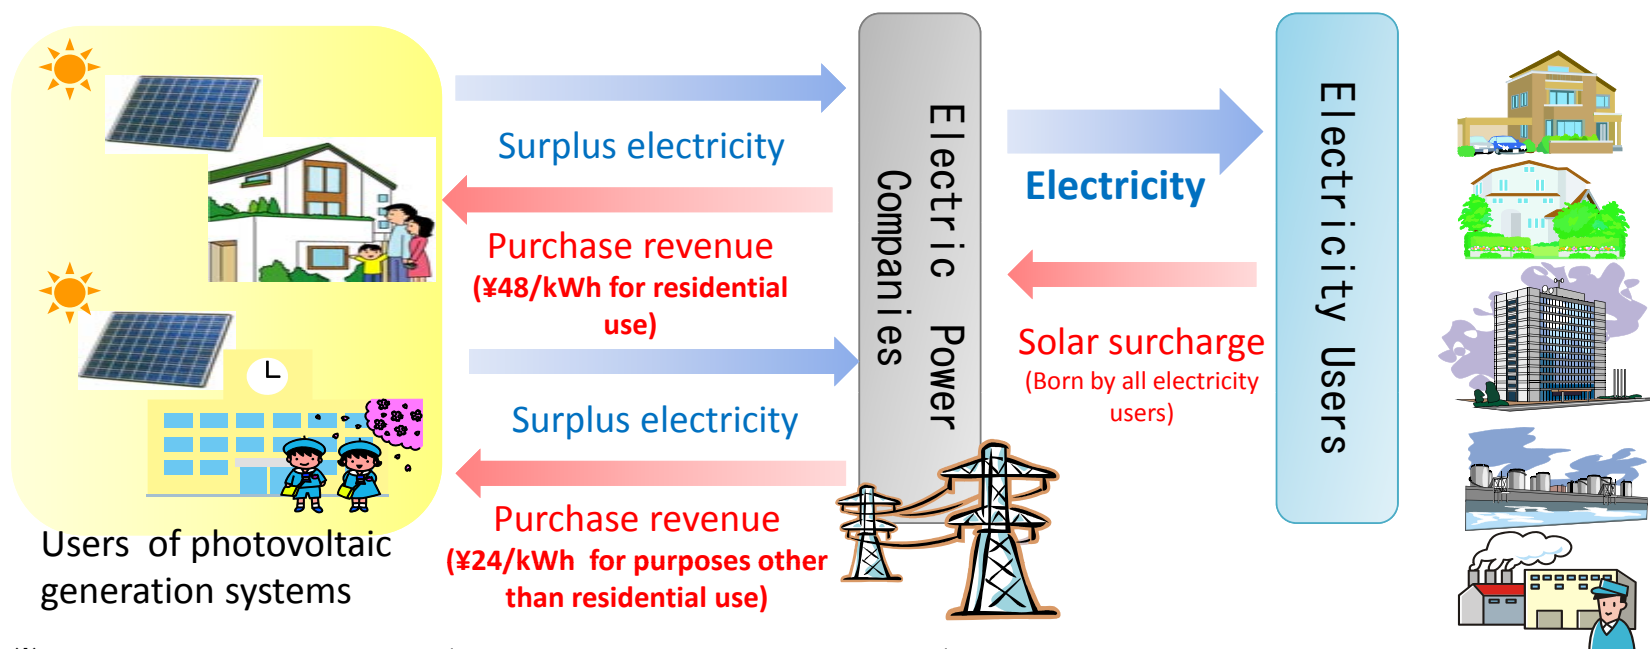 Surplus electricity
Purchase revenue
(¥48/kWh for residential
use)
Surplus electricity
Purchase revenue
(¥24/kWh for purposes other
than residential use)
Users of photovoltaic
generation systems
Electric Power
Companies
Electricity
Solar surcharge
(Born by all electricity
users)
Electricity Users